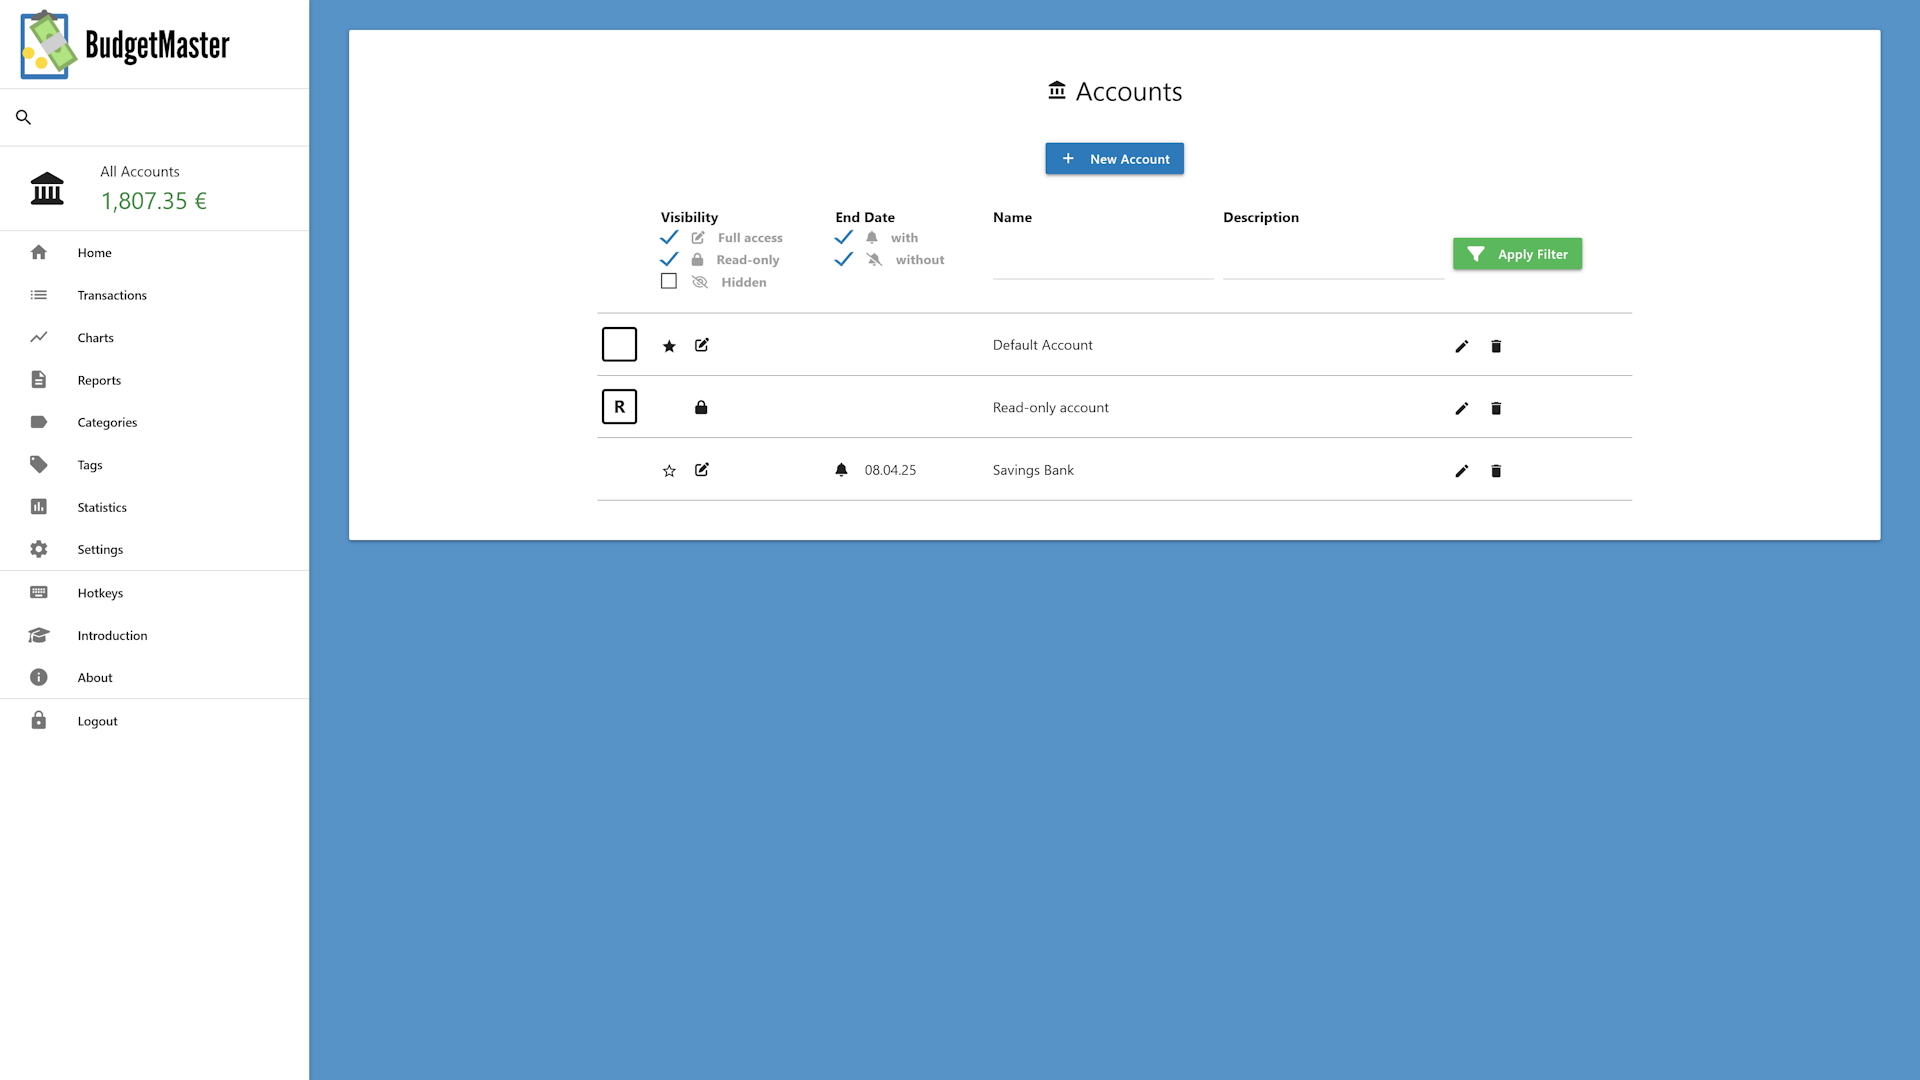 BudgetMaster
All Accounts
1,807.35 €
Home
Transactions
Charts
Reports
Categories
Tags
Statistics
Settings
Hotkeys
Introduction
About
Logout
Accounts
New Account
Visibility End Date Name Description
Full access with
Read-only without
Hidden
Apply Filter
Default Account
R Read-only account
08.04.25 Savings Bank